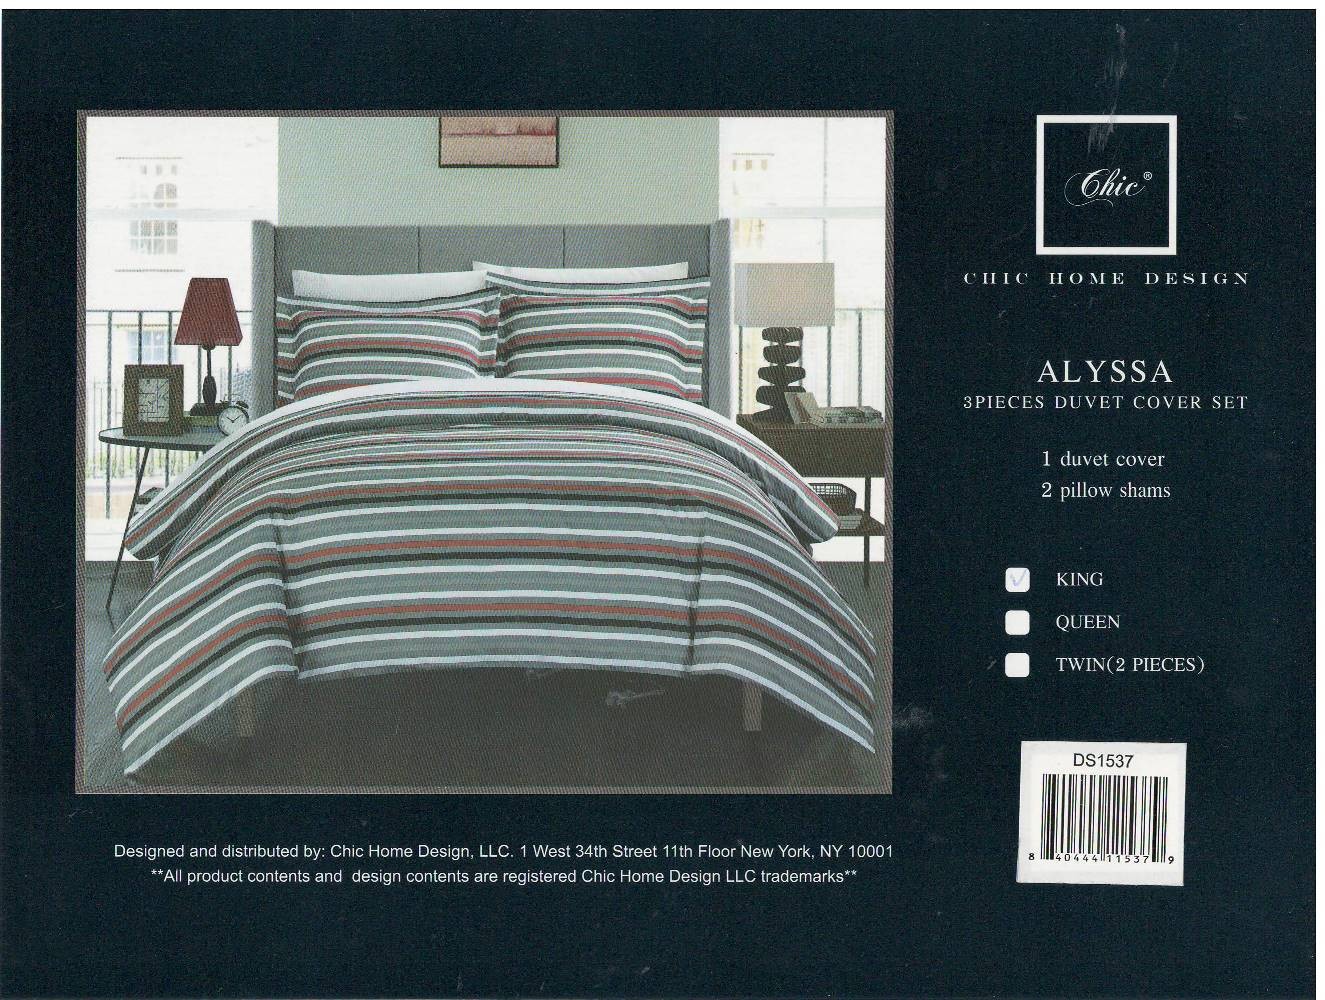 Chic®
CHIC HOME DESIGN
ALYSSA
3PIECES DUVET COVER SET
1 duvet cover
2 pillow shams
KING
QUEEN
TWIN(2 PIECES)
DS1537
8 40444 11537 9
Designed and distributed by: Chic Home Design, LLC. 1 West 34th Street 11th Floor New York, NY 10001
**All product contents and design contents are registered Chic Home Design LLC trademarks**